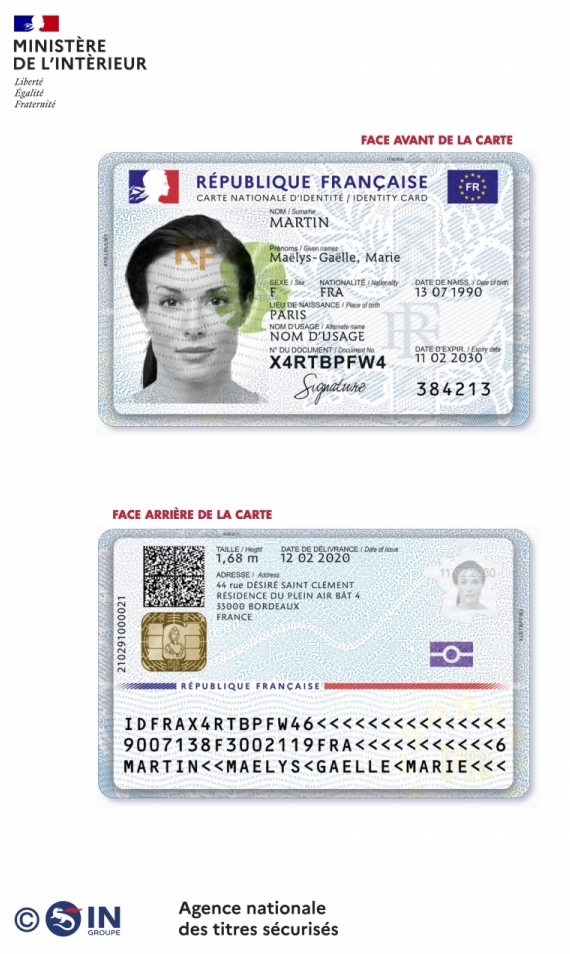 MINISTÈRE
DE L'INTÈRIEUR
Liberté
Égalité
Fraternité
FACE AVANT DE LA CARTE
RÉPUBLIQUE FRANÇAISE
FR
CARTE NATIONALE D'IDENTITÉ / IDENTITY CARD
NOM / Surname
MARTIN
Prénoms / Given names
Maëlys-Gaëlle, Marie
SEXE / Sex NATIONALITÉ / Nationality DATE DE NAISS. / Date of birth
F FRA 13 07 1990
LIEU DE NAISSANCE / Place of birth
PARIS
NOM D'USAGE / Alternate name
NOM D'USAGE
N° DU DOCUMENT / Document No. DATE D'EXPIR. / Expiry date
X4RTBPFW4 11 02 2030
Signature
384213
RF
FACE ARRIÈRE DE LA CARTE
TAILLE / Height DATE DE DÉLIVRANCE / Date of issue
1,68 m 12 02 2020
ADRESSE / Address
44 rue DÉSIRÉ SAINT CLÉMENT
RÉSIDENCE DU PLEIN AIR BÂT 4
33000 BORDEAUX
FRANCE
210291000021
RÉPUBLIQUE FRANÇAISE
IDFRAX4RTBPFW46<<<<<<<<<<<<<<<
9007138F3002119FRA<<<<<<<<<<<6
MARTIN<<MAELYS<GAELLE<MARIE<<<
© IN
GROUPE
Agence nationale
des titres sécurisés